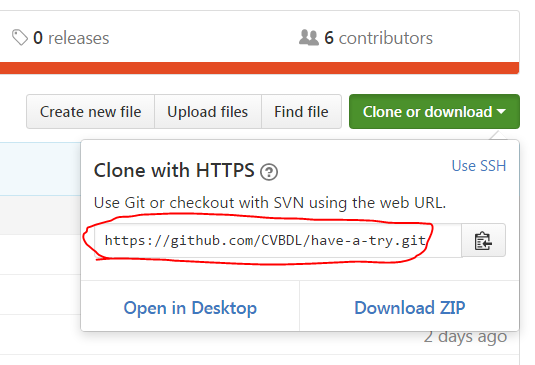 0 releases
6 contributors
Create new file
Upload files
Find file
Clone or download
Clone with HTTPS ?
Use SSH
Use Git or checkout with SVN using the web URL.
https://github.com/CVBDL/have-a-try.git
Open in Desktop
Download ZIP
2 days ago